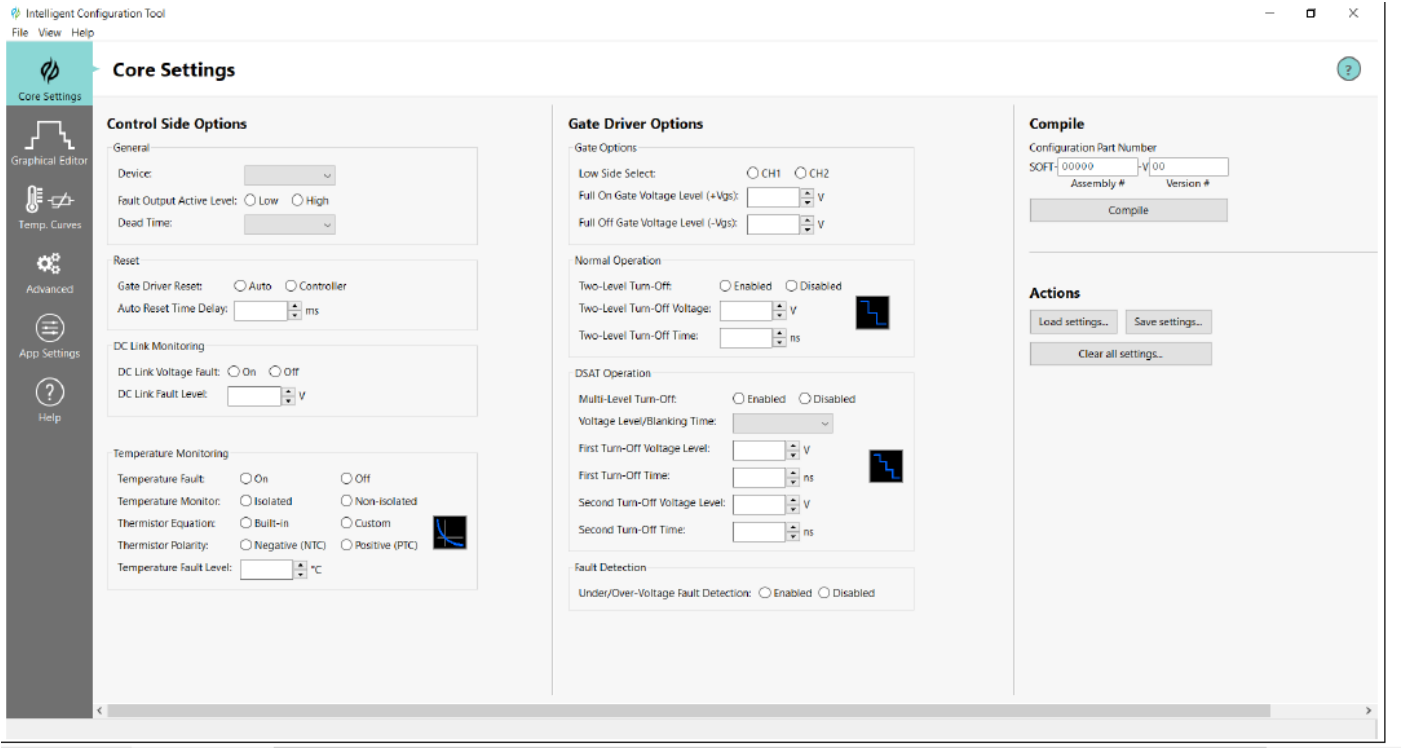 Intelligent Configuration Tool
File View Help
Core Settings
Core Settings
Graphical Editor
Temp. Curves
Advanced
App Settings
Help
Control Side Options
General
Device:
Fault Output Active Level: Low High
Dead Time:
Reset
Gate Driver Reset: Auto Controller
Auto Reset Time Delay: ms
DC Link Monitoring
DC Link Voltage Fault: On Off
DC Link Fault Level: V
Temperature Monitoring
Temperature Fault: On Off
Temperature Monitor: Isolated Non-isolated
Thermistor Equation: Built-in Custom
Thermistor Polarity: Negative (NTC) Positive (PTC)
Temperature Fault Level: °C
Gate Driver Options
Gate Options
Low Side Select: CH1 CH2
Full On Gate Voltage Level (+Vgs): V
Full Off Gate Voltage Level (-Vgs): V
Normal Operation
Two-Level Turn-Off: Enabled Disabled
Two-Level Turn-Off Voltage: V
Two-Level Turn-Off Time: ns
DSAT Operation
Multi-Level Turn-Off: Enabled Disabled
Voltage Level/Blanking Time:
First Turn-Off Voltage Level: V
First Turn-Off Time: ns
Second Turn-Off Voltage Level: V
Second Turn-Off Time: ns
Fault Detection
Under/Over-Voltage Fault Detection: Enabled Disabled
?
Compile
Configuration Part Number
SOFT- 00000 -V 00
Assembly # Version #
Compile
Actions
Load settings... Save settings...
Clear all settings...